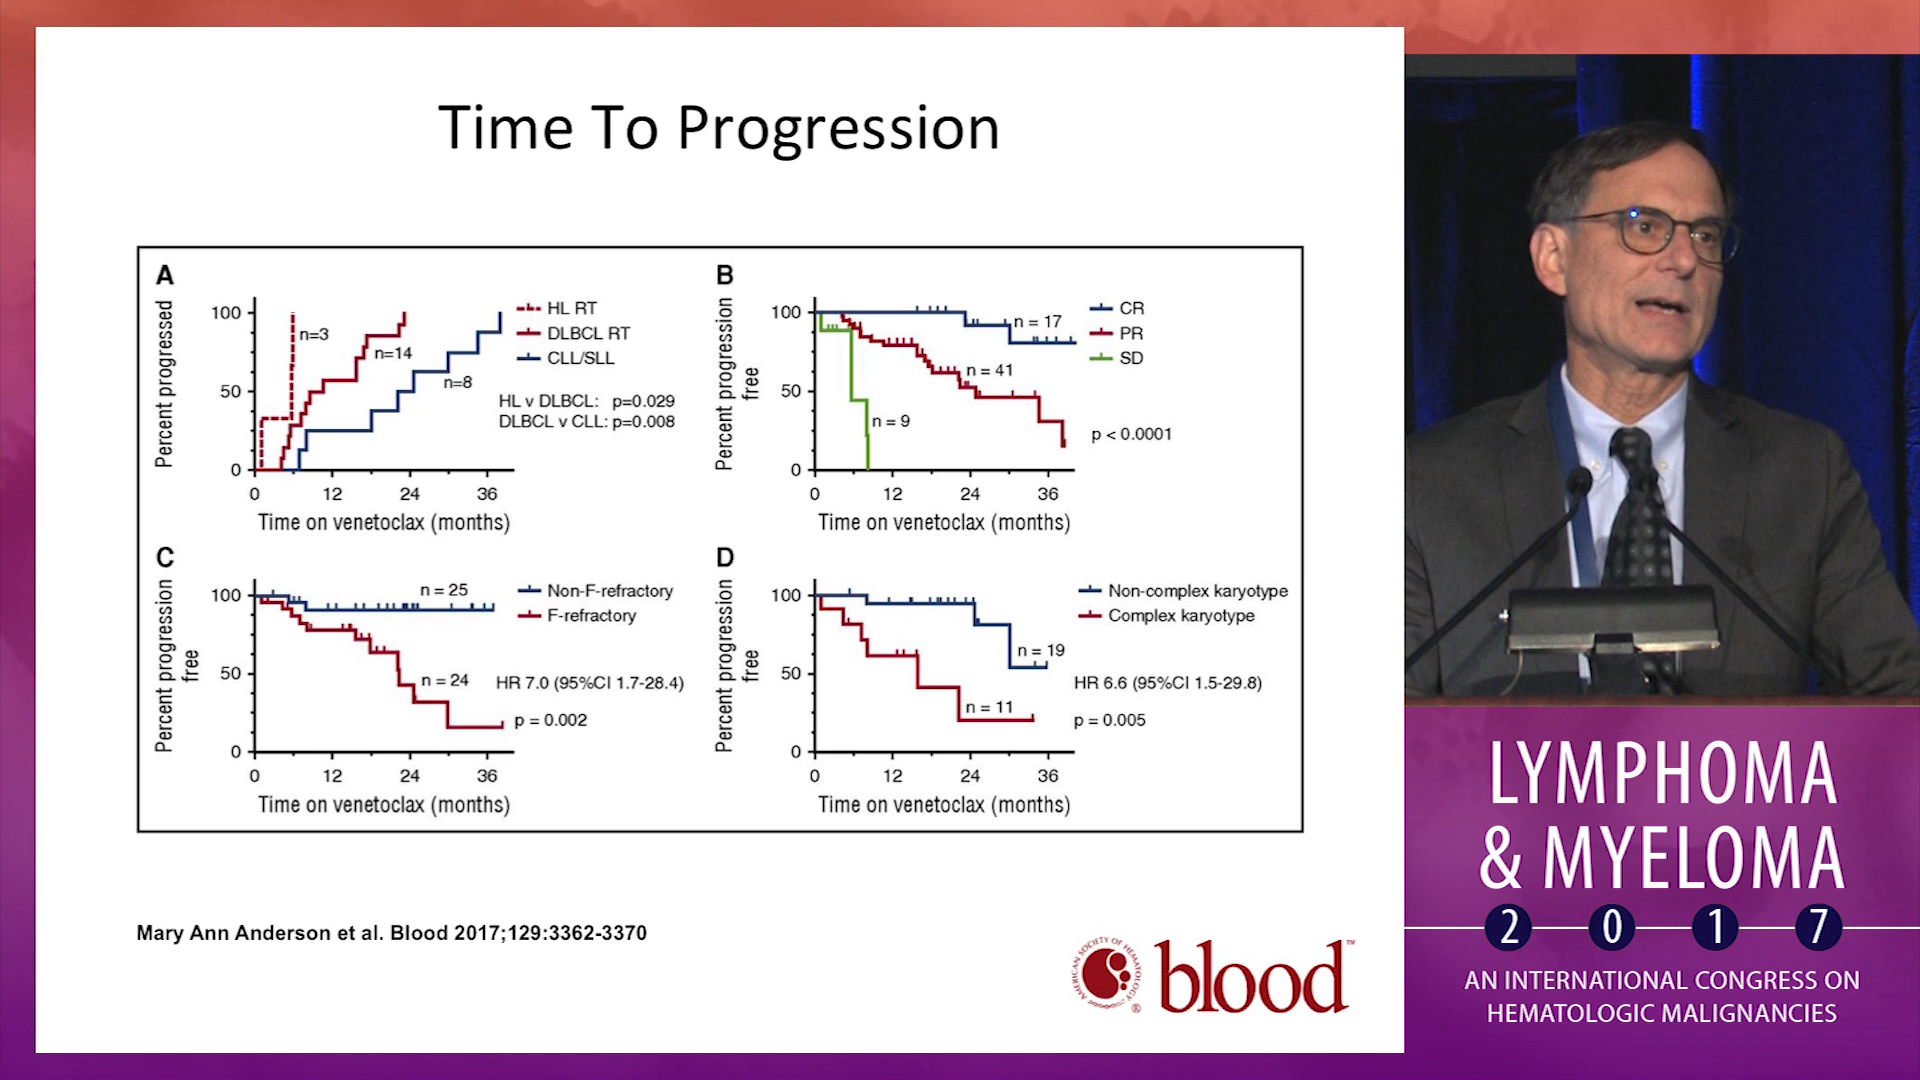 Time To Progression
A
Percent progressed
100
50
0
0 12 24 36
Time on venetoclax (months)
n=3
n=14
n=8
HL RT
DLBCL RT
CLL/SLL
HL v DLBCL: p=0.029
DLBCL v CLL: p=0.008
B
Percent progression
free
100
50
0
0 12 24 36
Time on venetoclax (months)
n = 17
n = 41
n = 9
CR
PR
SD
p < 0.0001
C
Percent progression
free
100
50
0
0 12 24 36
Time on venetoclax (months)
n = 25
n = 24
Non-F-refractory
F-refractory
HR 7.0 (95%CI 1.7-28.4)
p = 0.002
D
Percent progression
free
100
50
0
0 12 24 36
Time on venetoclax (months)
n = 19
n = 11
Non-complex karyotype
Complex karyotype
HR 6.6 (95%CI 1.5-29.8)
p = 0.005
Mary Ann Anderson et al. Blood 2017;129:3362-3370
AMERICAN SOCIETY OF HEMATOLOGY
®
blood™
LYMPHOMA
& MYELOMA
2 0 1 7
AN INTERNATIONAL CONGRESS ON
HEMATOLOGIC MALIGNANCIES